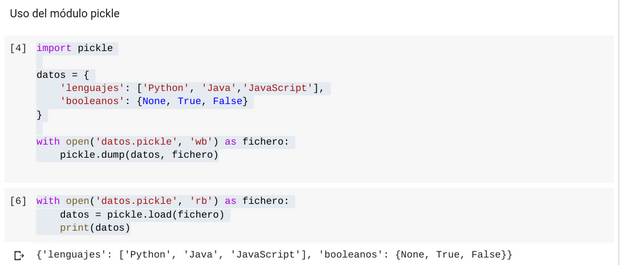 Uso del módulo pickle
[4] import pickle
datos = {
    'lenguajes': ['Python', 'Java','JavaScript'],
    'booleanos': {None, True, False}
}
with open('datos.pickle', 'wb') as fichero:
    pickle.dump(datos, fichero)
[6] with open('datos.pickle', 'rb') as fichero:
    datos = pickle.load(fichero)
    print(datos)
{'lenguajes': ['Python', 'Java', 'JavaScript'], 'booleanos': {None, True, False}}